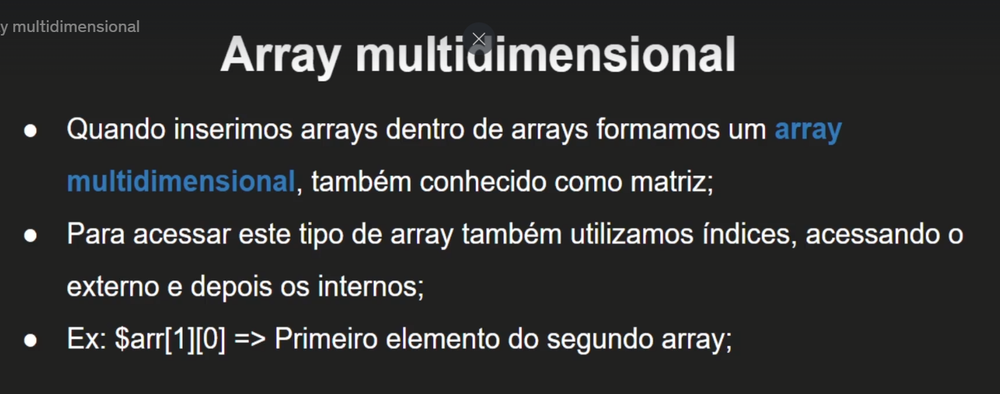 y multidimensional
Array multidimensional
● Quando inserimos arrays dentro de arrays formamos um array
multidimensional, também conhecido como matriz;
● Para acessar este tipo de array também utilizamos índices, acessando o
externo e depois os internos;
● Ex: $arr[1][0] => Primeiro elemento do segundo array;